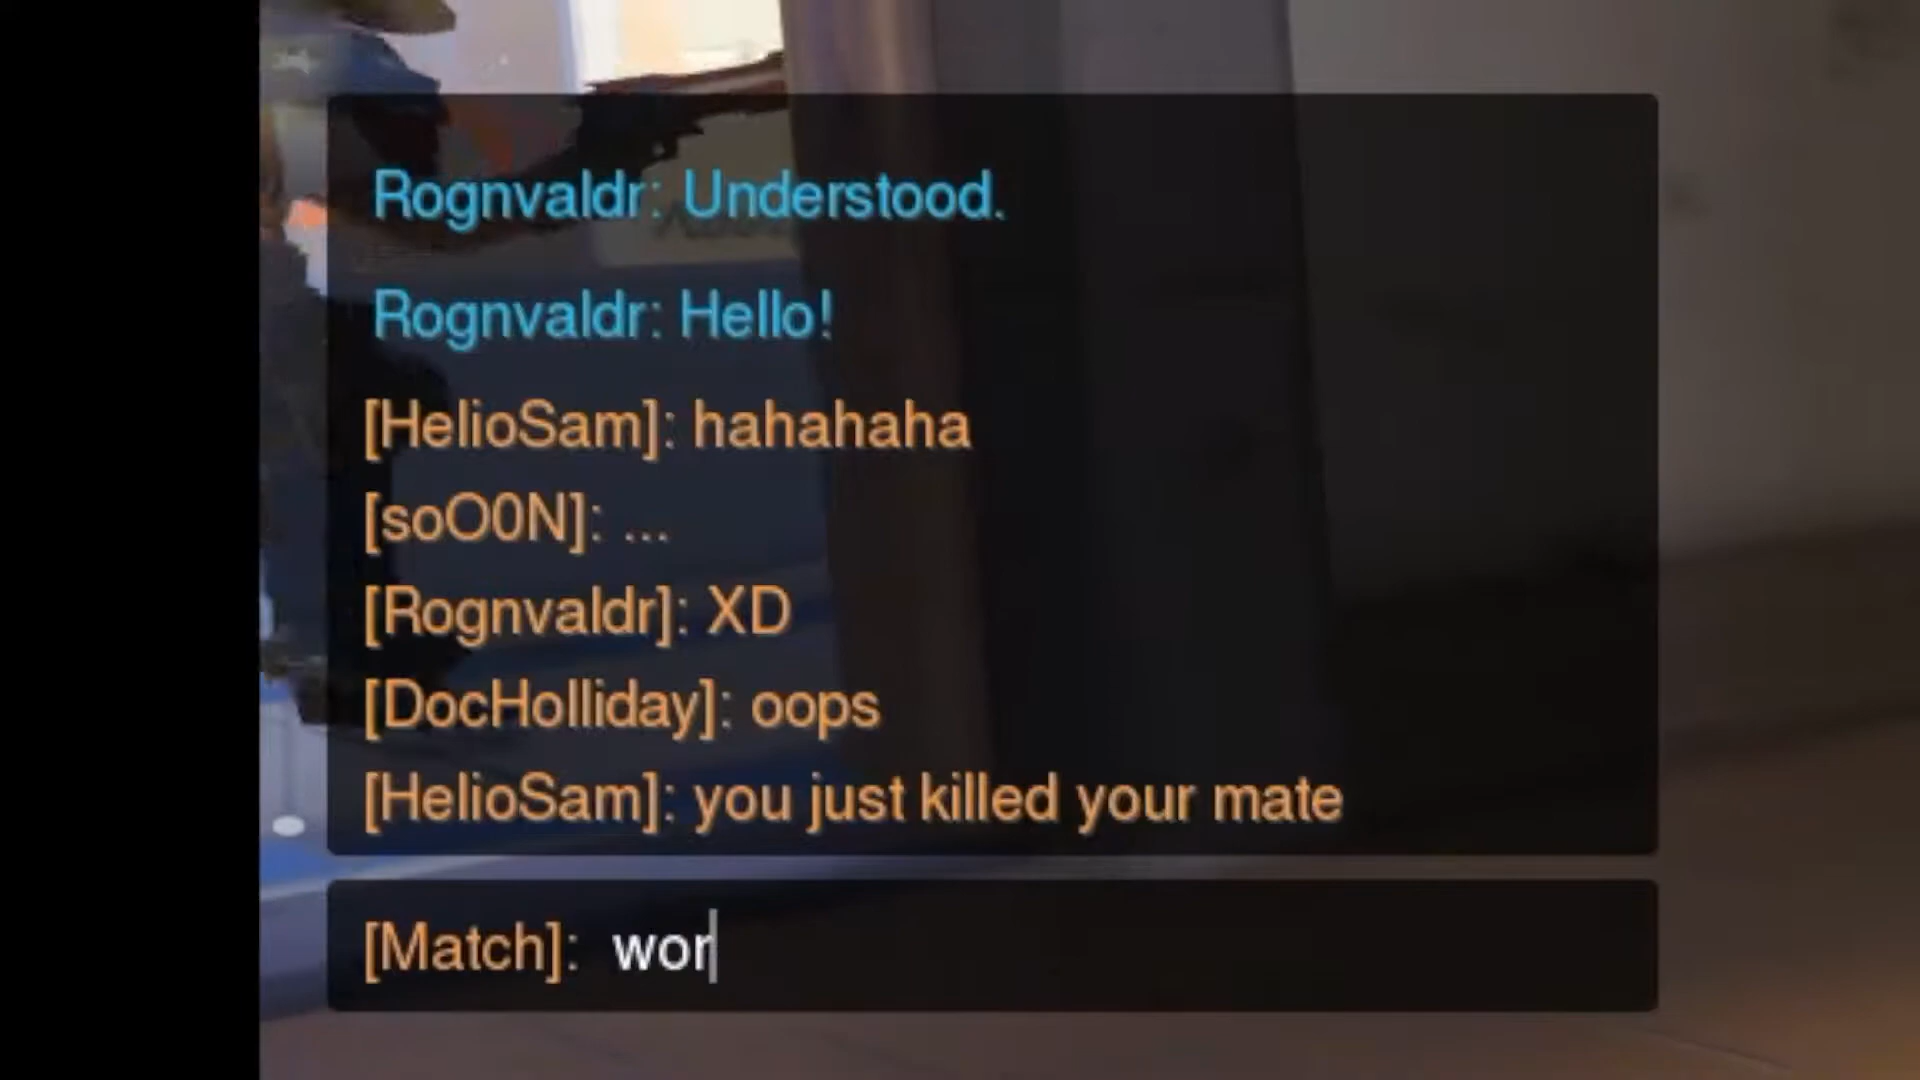 Rognvaldr: Understood.
Rognvaldr: Hello!
[HelioSam]: hahahaha
[soO0N]: ...
[Rognvaldr]: XD
[DocHolliday]: oops
[HelioSam]: you just killed your mate
[Match]: wor